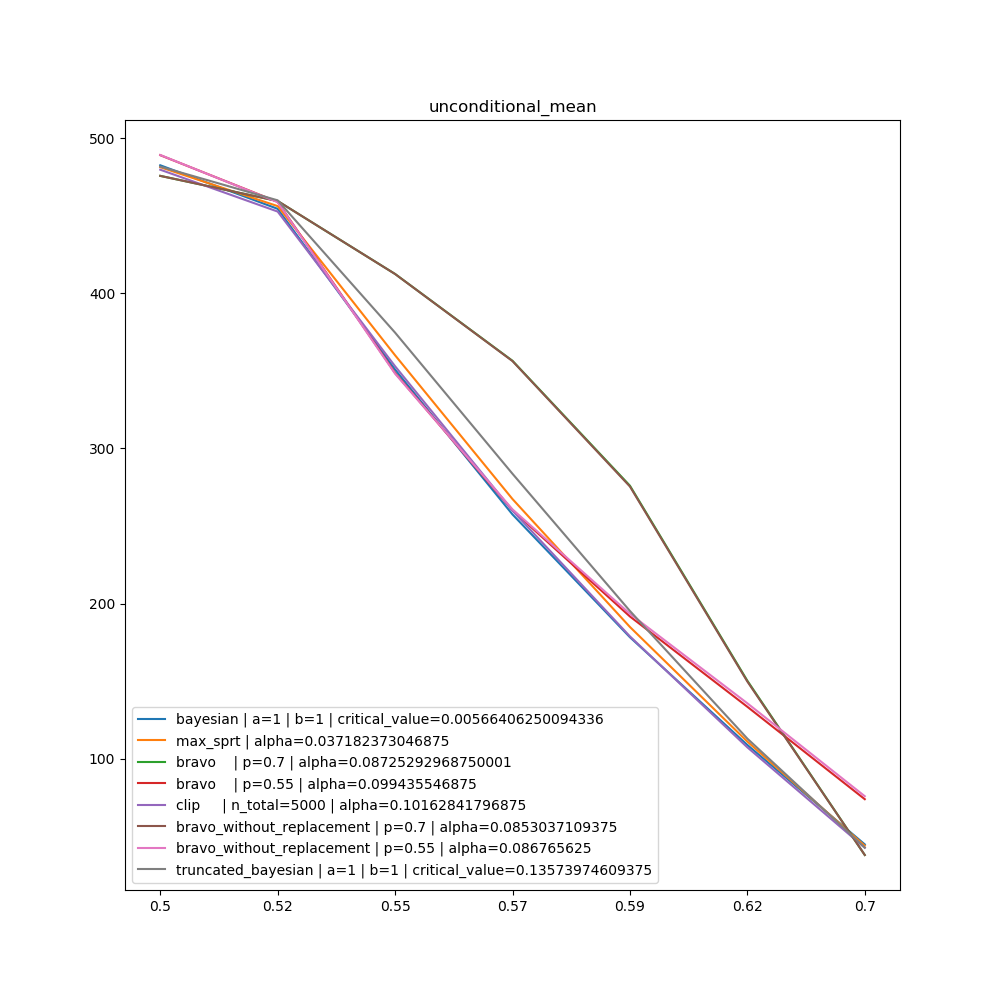 unconditional_mean
500
400
300
200
100
bayesian | a=1 | b=1 | critical_value=0.00566406250094336
max_sprt | alpha=0.037182373046875
bravo | p=0.7 | alpha=0.08725292968750001
bravo | p=0.55 | alpha=0.099435546875
clip | n_total=5000 | alpha=0.10162841796875
bravo_without_replacement | p=0.7 | alpha=0.0853037109375
bravo_without_replacement | p=0.55 | alpha=0.086765625
truncated_bayesian | a=1 | b=1 | critical_value=0.13573974609375
0.5 0.52 0.55 0.57 0.59 0.62 0.7